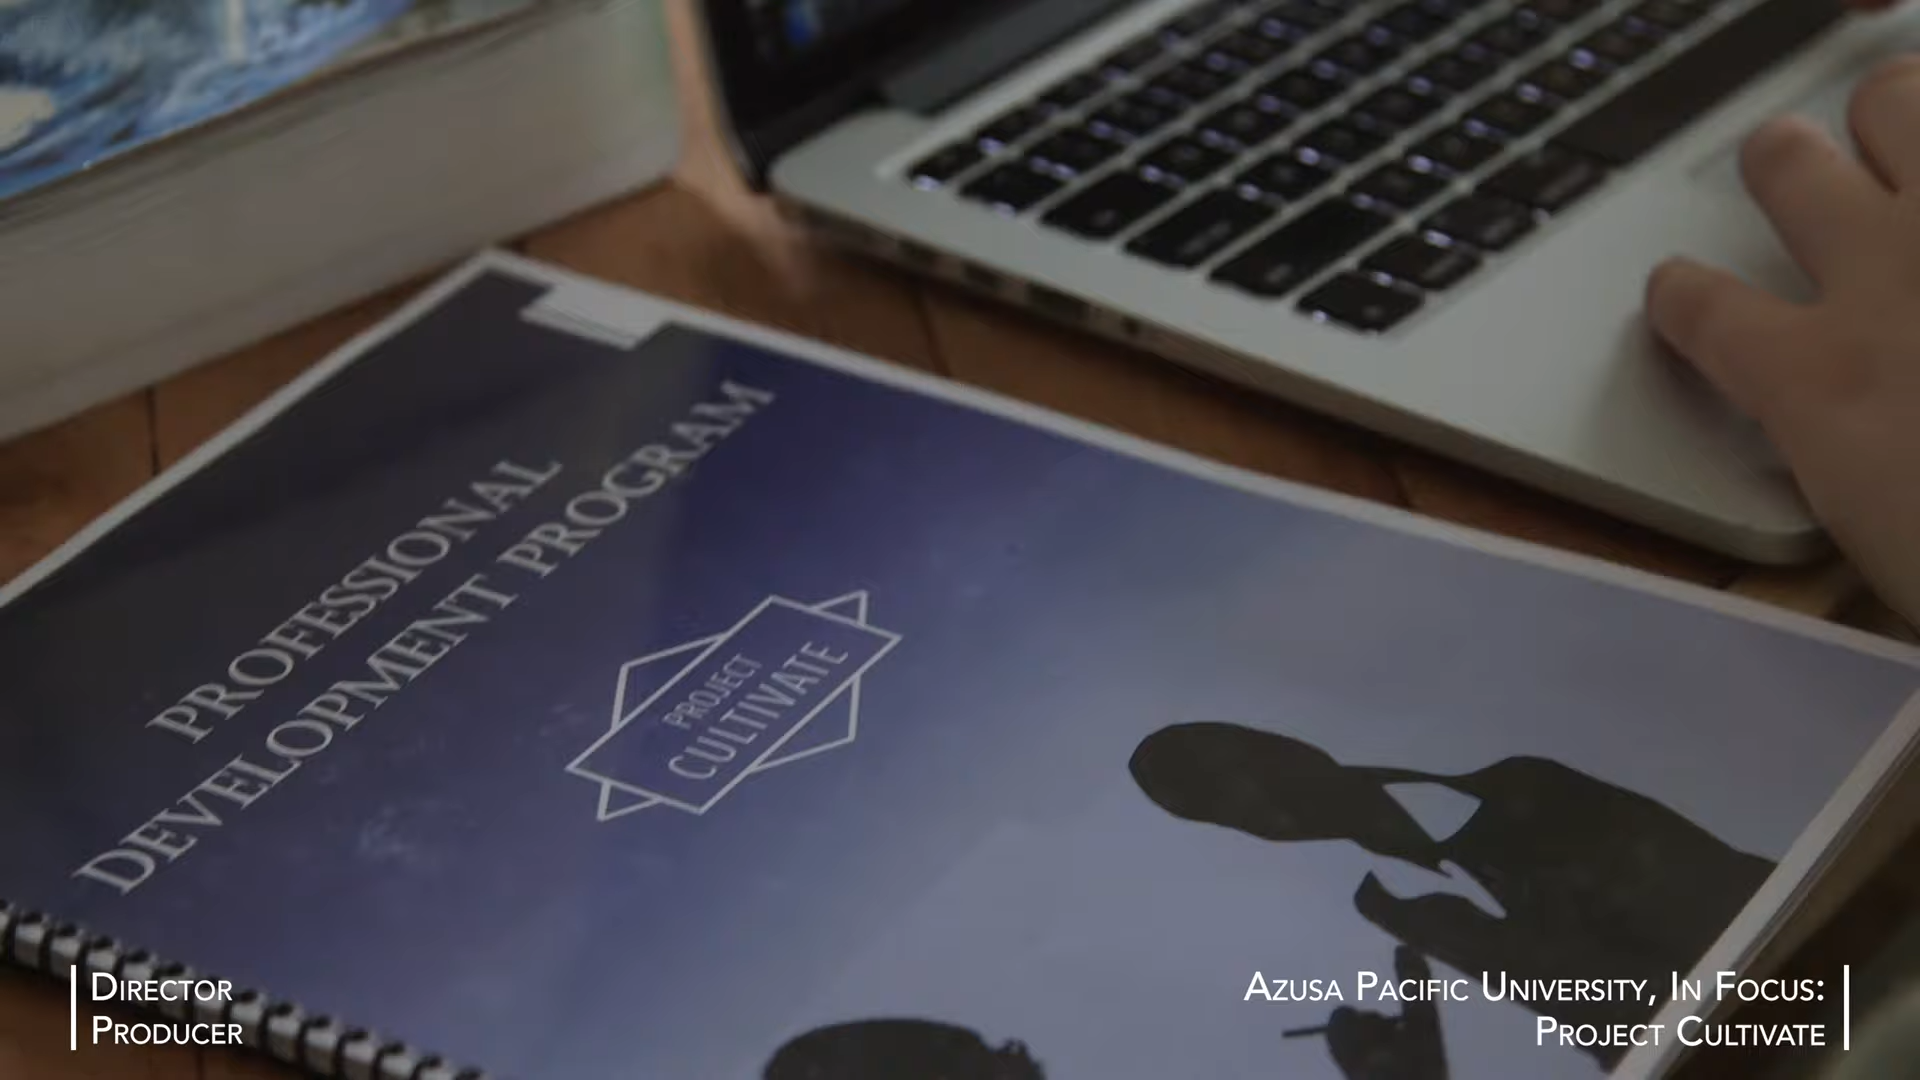 PROFESSIONAL
DEVELOPMENT PROGRAM
PROJECT
CULTIVATE
DIRECTOR
PRODUCER
AZUSA PACIFIC UNIVERSITY, IN FOCUS:
PROJECT CULTIVATE